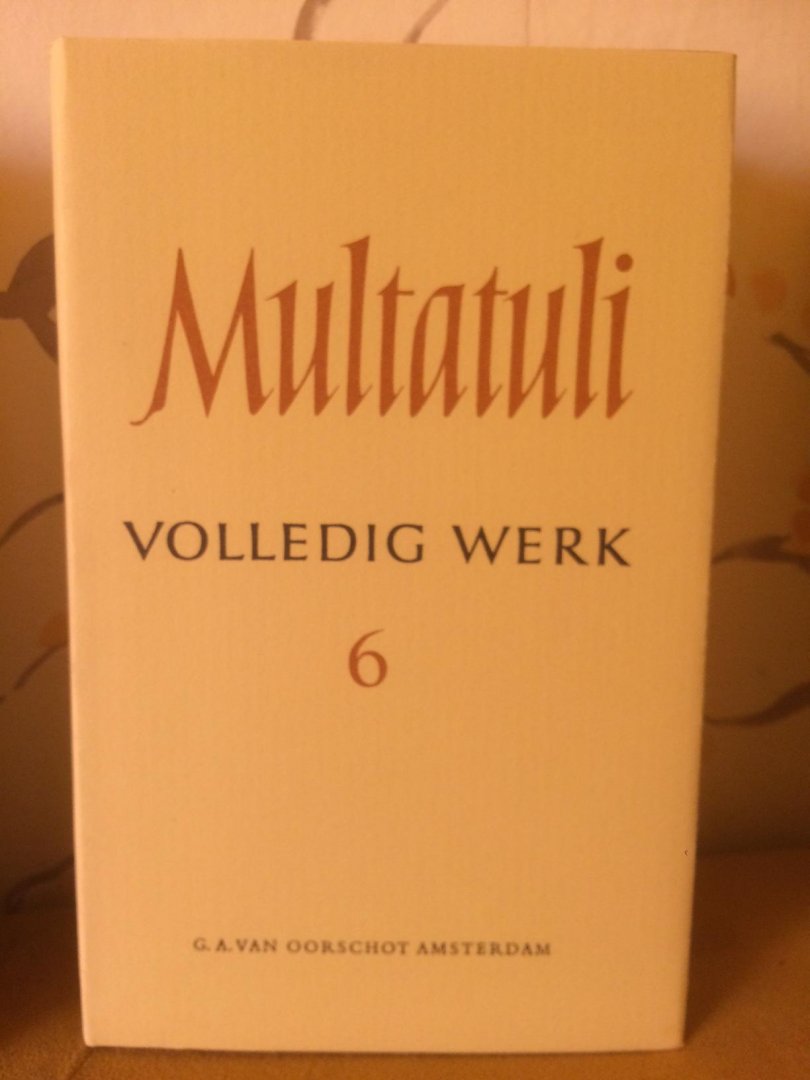 Multatuli
VOLLEDIG WERK
6
G. A. VAN OORSCHOT AMSTERDAM